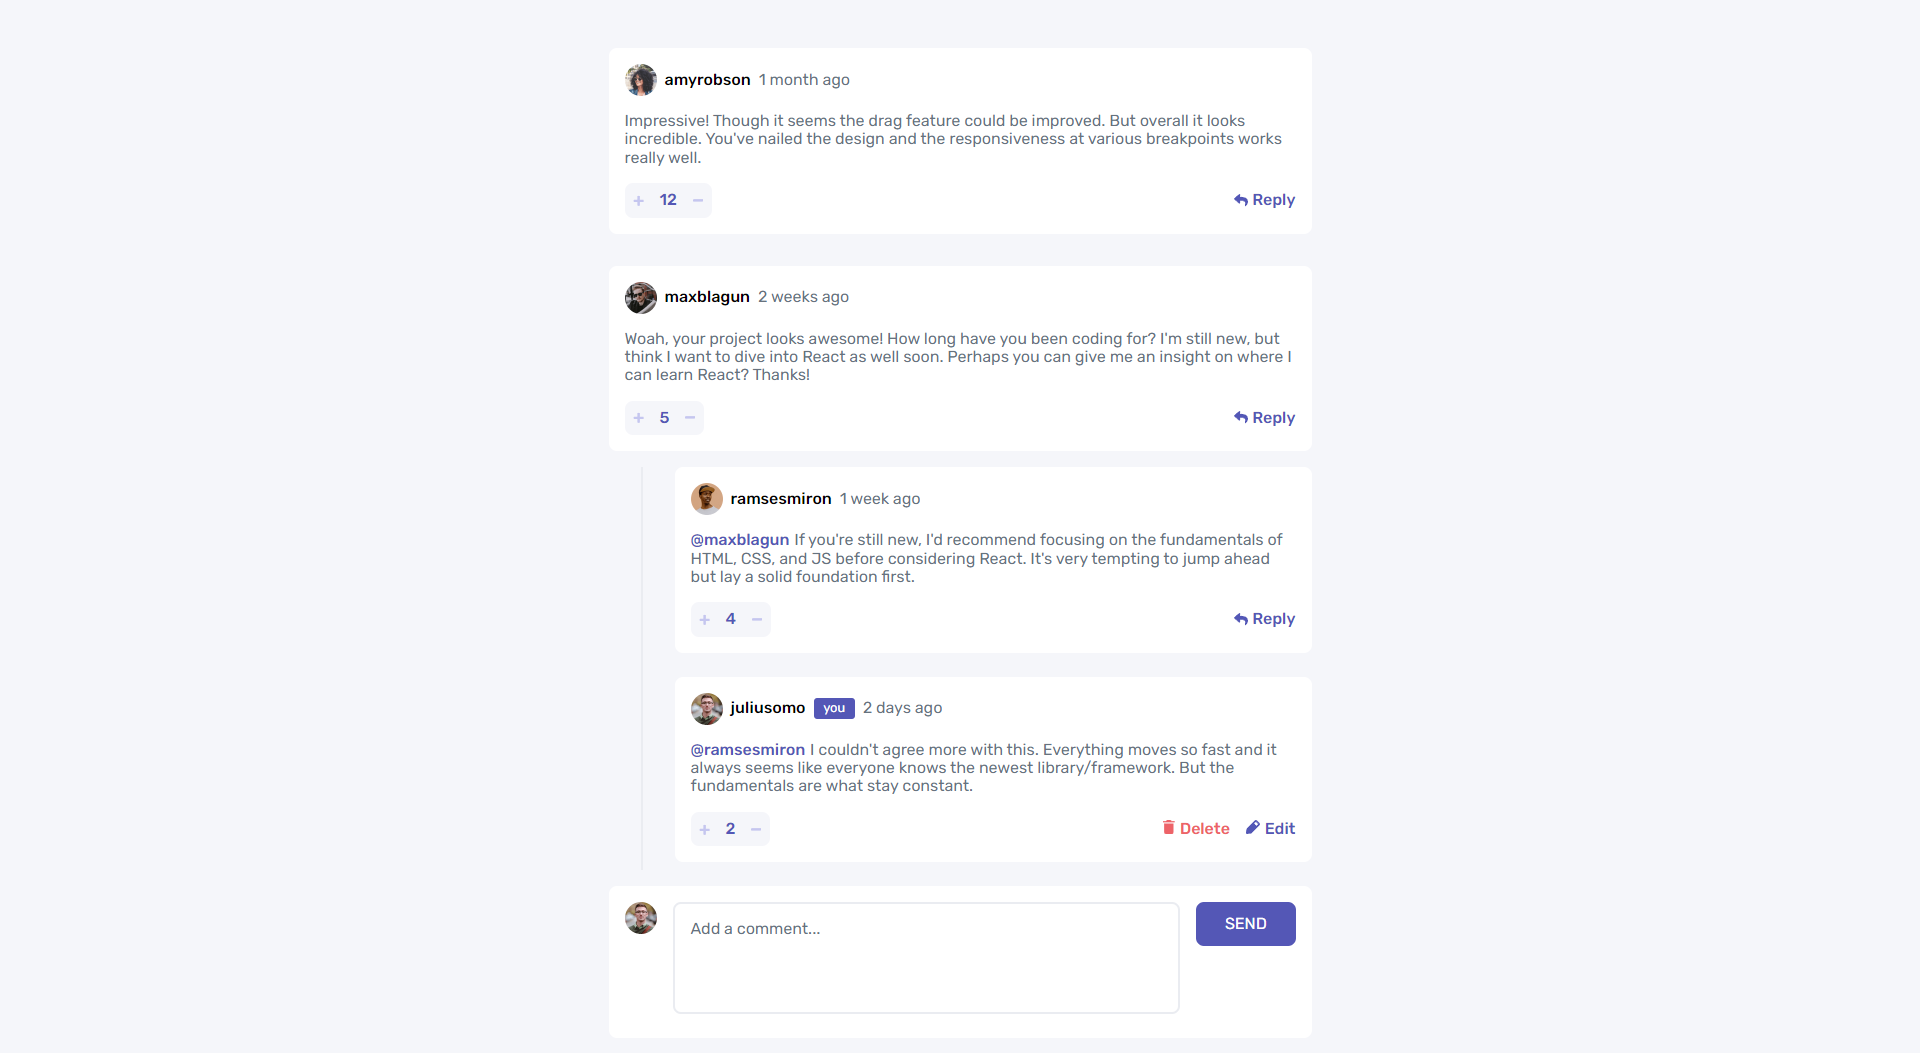 amyrobson 1 month ago
Impressive! Though it seems the drag feature could be improved. But overall it looks
incredible. You've nailed the design and the responsiveness at various breakpoints works
really well.
+ 12 −
Reply
maxblagun 2 weeks ago
Woah, your project looks awesome! How long have you been coding for? I'm still new, but
think I want to dive into React as well soon. Perhaps you can give me an insight on where I
can learn React? Thanks!
+ 5 −
Reply
ramsesmiron 1 week ago
@maxblagun If you're still new, I'd recommend focusing on the fundamentals of
HTML, CSS, and JS before considering React. It's very tempting to jump ahead
but lay a solid foundation first.
+ 4 −
Reply
juliusomo you 2 days ago
@ramsesmiron I couldn't agree more with this. Everything moves so fast and it
always seems like everyone knows the newest library/framework. But the
fundamentals are what stay constant.
+ 2 −
Delete Edit
Add a comment...
SEND